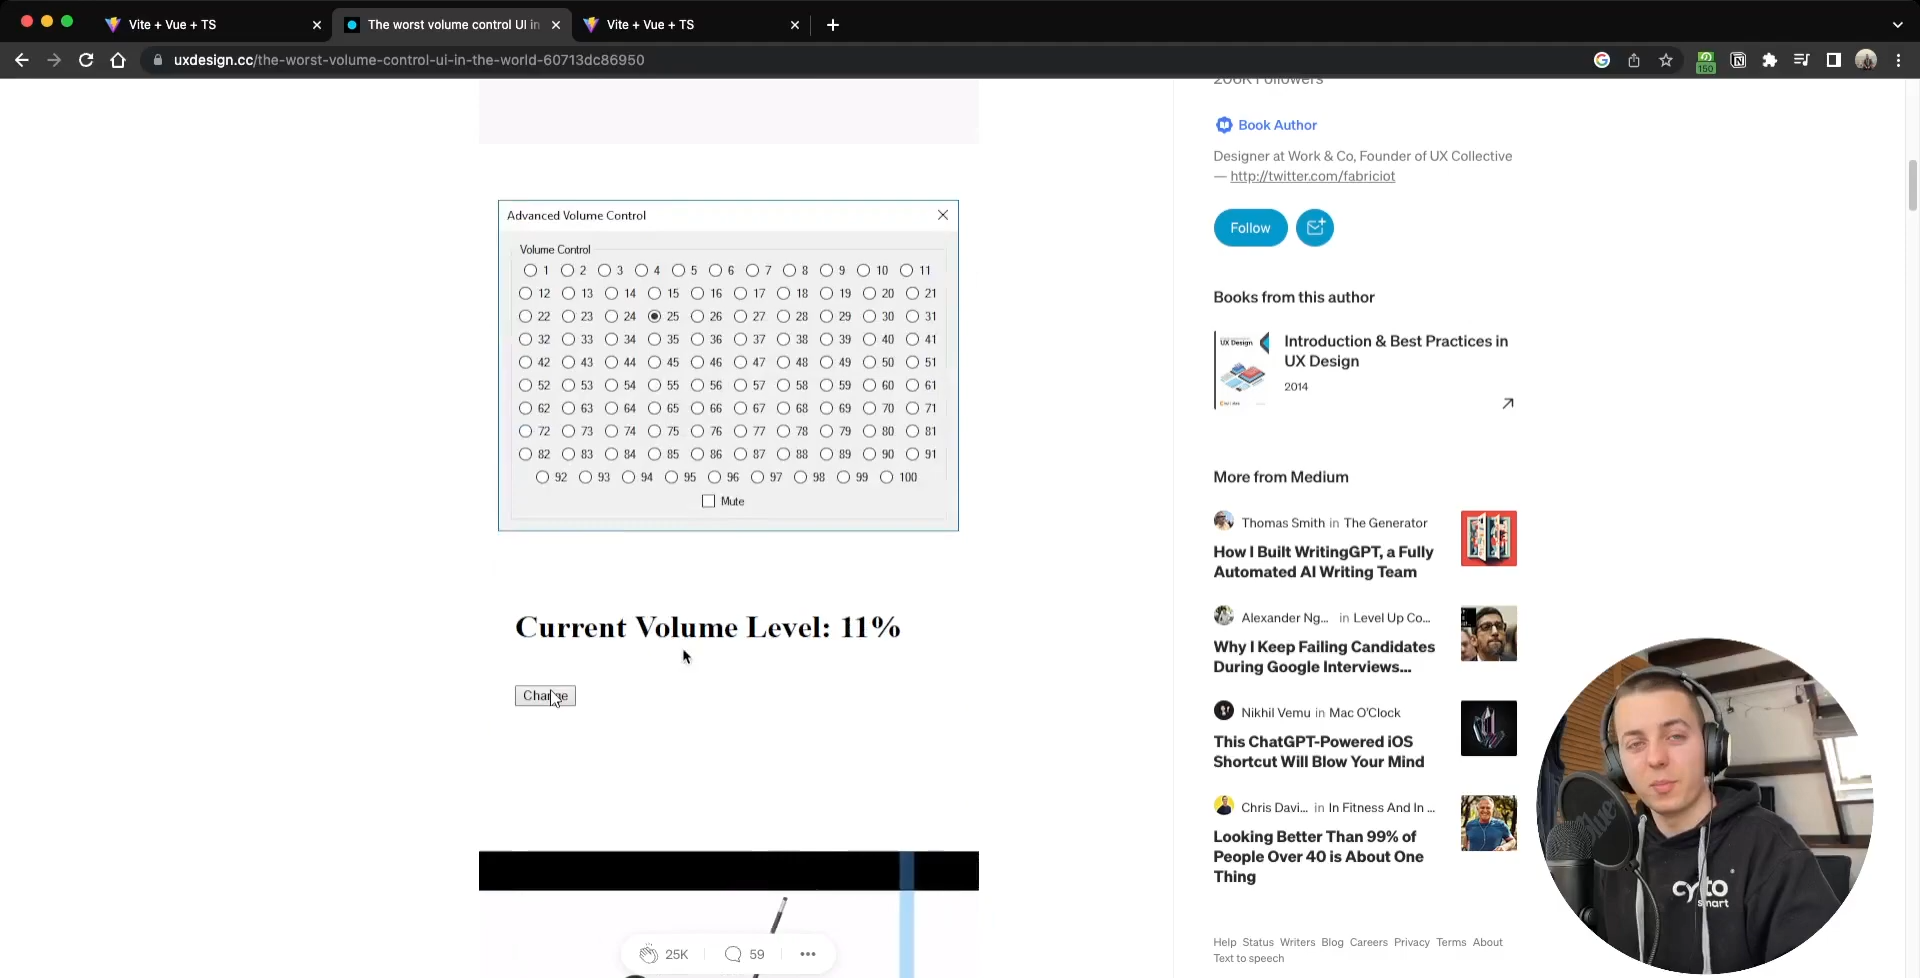 Vite + Vue + TS
The worst volume control UI in
Vite + Vue + TS
uxdesign.cc/the-worst-volume-control-ui-in-the-world-60713dc86950
150
206K Followers
Book Author
Designer at Work & Co, Founder of UX Collective
— http://twitter.com/fabriciot
Follow
Books from this author
UX Design
Introduction & Best Practices in
UX Design
2014
Advanced Volume Control
Volume Control
1 2 3 4 5 6 7 8 9 10 11
12 13 14 15 16 17 18 19 20 21
22 23 24 25 26 27 28 29 30 31
32 33 34 35 36 37 38 39 40 41
42 43 44 45 46 47 48 49 50 51
52 53 54 55 56 57 58 59 60 61
62 63 64 65 66 67 68 69 70 71
72 73 74 75 76 77 78 79 80 81
82 83 84 85 86 87 88 89 90 91
92 93 94 95 96 97 98 99 100
Mute
Current Volume Level: 11%
Change
25K
59
More from Medium
Thomas Smith in The Generator
How I Built WritingGPT, a Fully
Automated AI Writing Team
Alexander Ng... in Level Up Co...
Why I Keep Failing Candidates
During Google Interviews...
Nikhil Vemu in Mac O'Clock
This ChatGPT-Powered iOS
Shortcut Will Blow Your Mind
Chris Davi... in In Fitness And In ...
Looking Better Than 99% of
People Over 40 is About One
Thing
Help Status Writers Blog Careers Privacy Terms About
Text to speech
Blue
cyto
smart